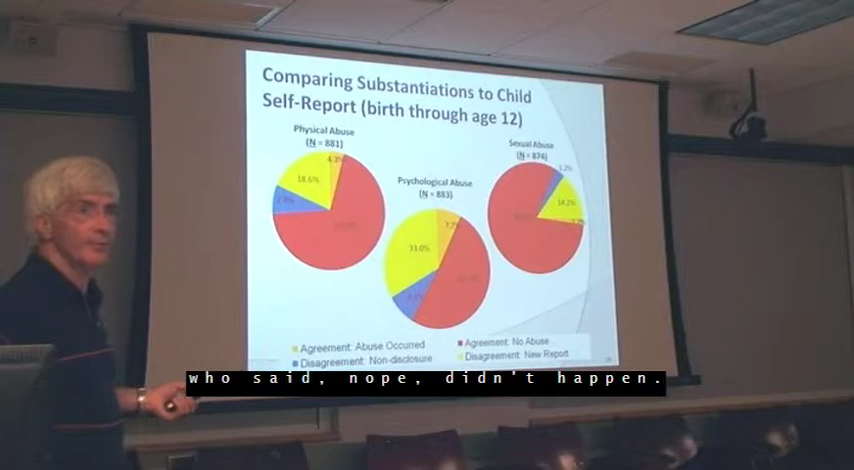 Comparing Substantiations to Child
Self-Report (birth through age 12)
Physical Abuse
(N = 881)
4.3%
18.6%
Psychological Abuse
(N = 883)
33.0%
Sexual Abuse
(N = 874)
14.2%
Agreement: Abuse Occurred
Agreement: No Abuse
Disagreement: Non-disclosure
Disagreement: New Report
who said, nope, didn't happen.